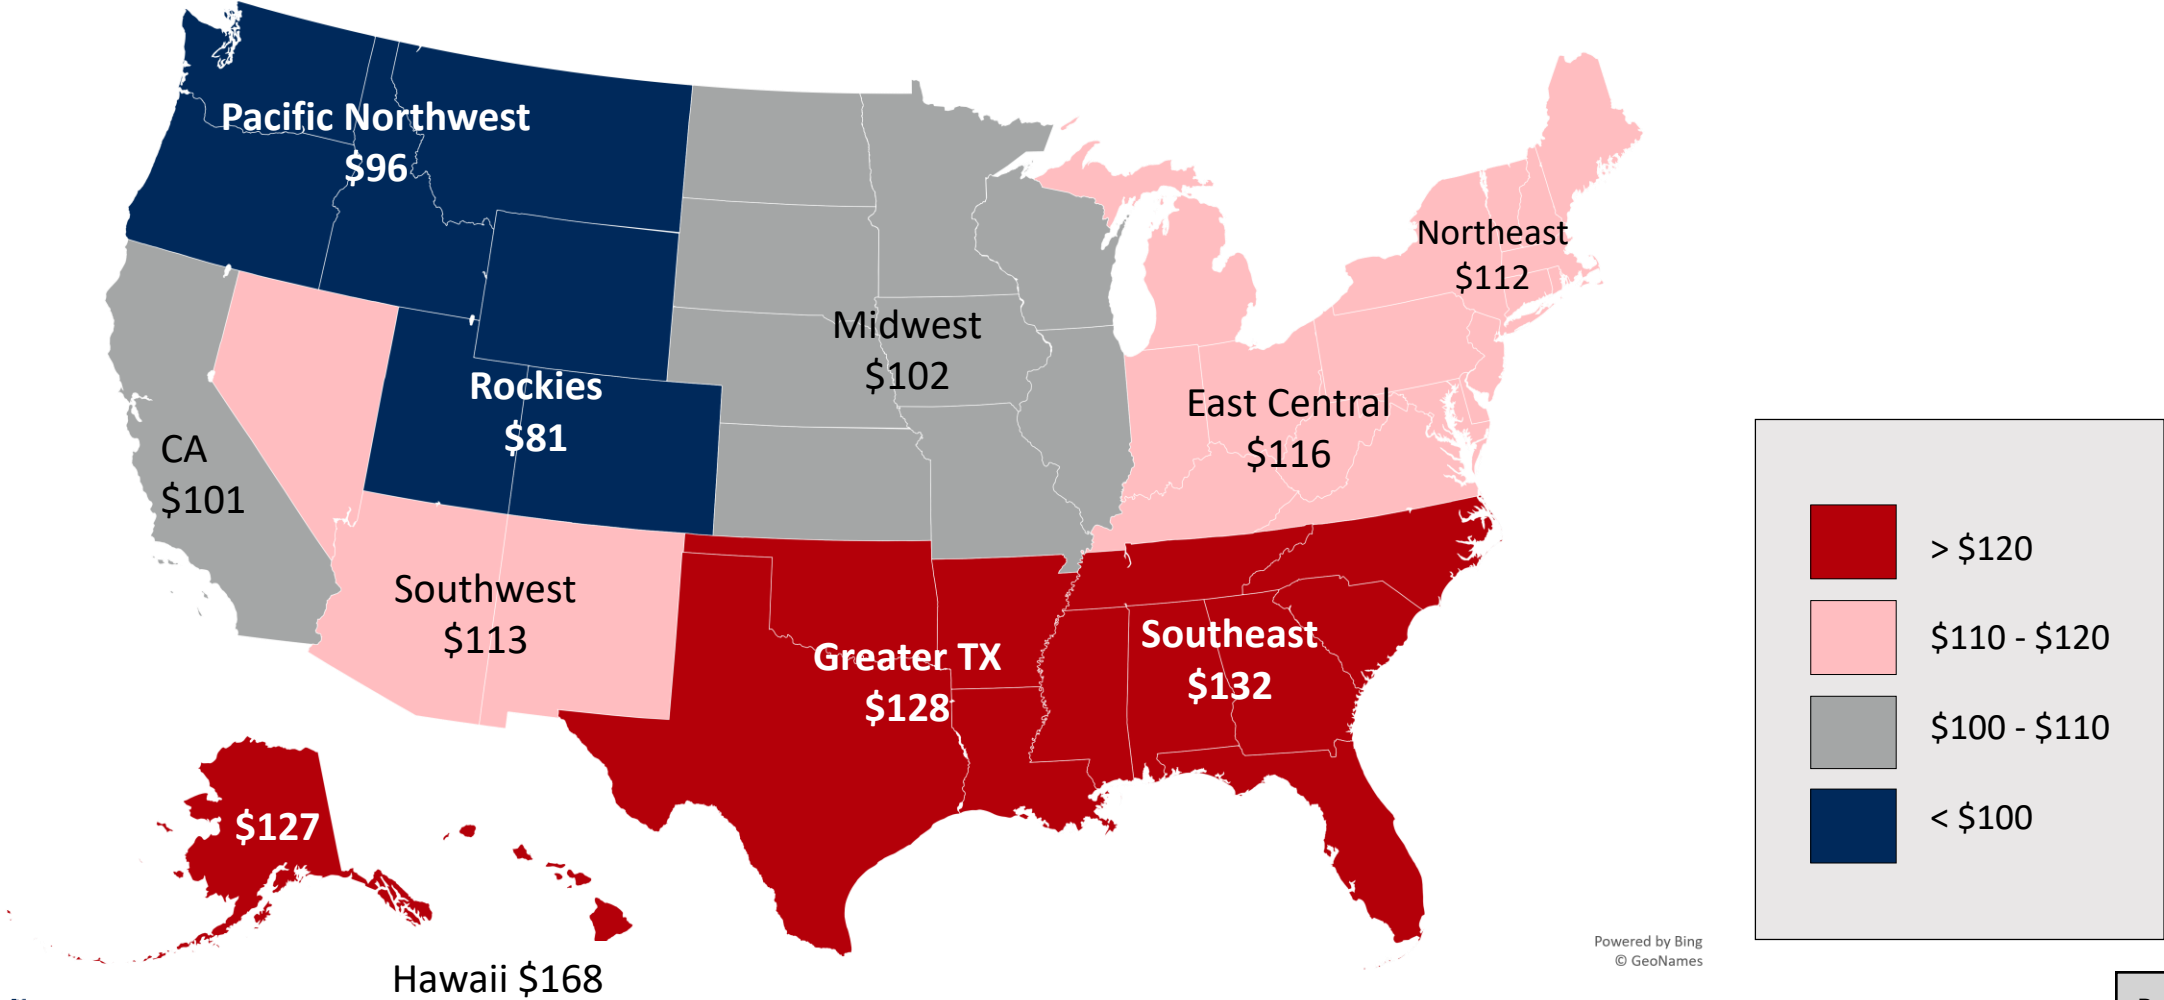 Pacific Northwest
$96
Northeast
$112
Midwest
$102
Rockies
$81
East Central
$116
CA
$101
Southwest
$113
Greater TX
$128
Southeast
$132
$127
Hawaii $168
> $120
$110 - $120
$100 - $110
< $100
Powered by Bing
© GeoNames